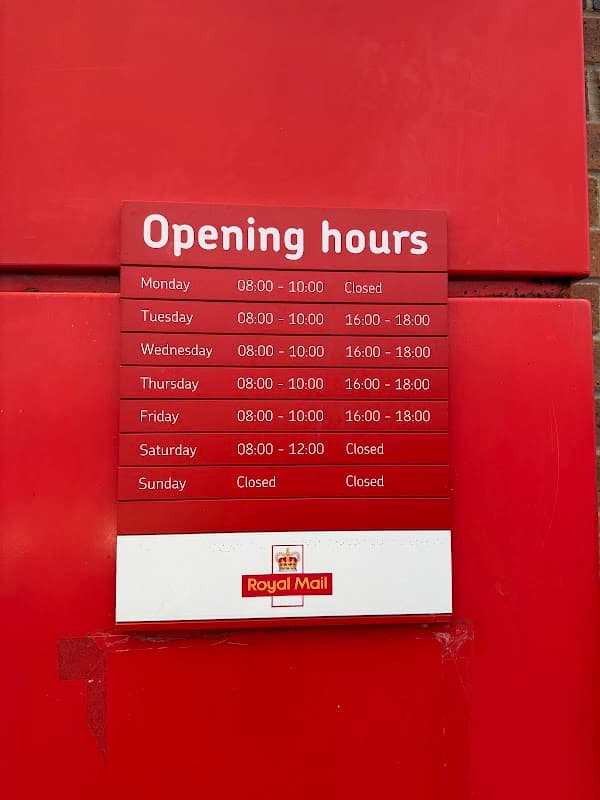 Opening hours
Monday 08:00 - 10:00 Closed
Tuesday 08:00 - 10:00 16:00 - 18:00
Wednesday 08:00 - 10:00 16:00 - 18:00
Thursday 08:00 - 10:00 16:00 - 18:00
Friday 08:00 - 10:00 16:00 - 18:00
Saturday 08:00 - 12:00 Closed
Sunday Closed Closed
Royal Mail